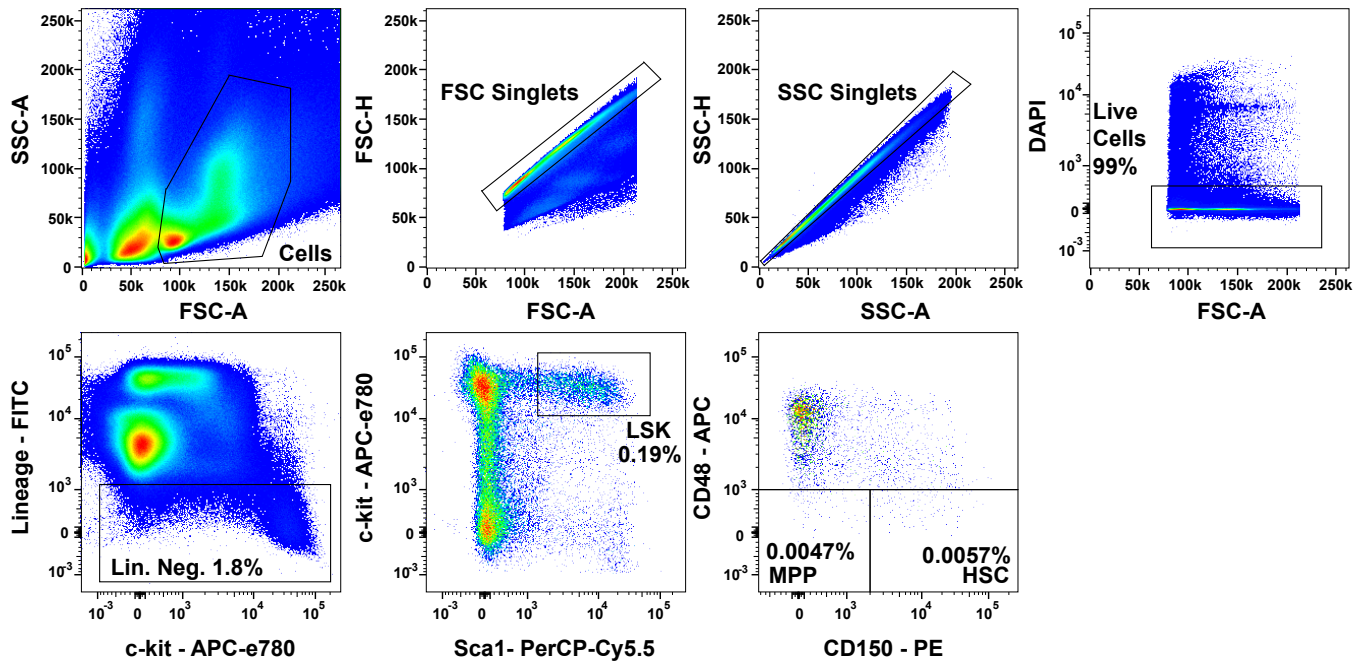 250k
200k
150k
100k
50k
0
SSC-A
Cells
0 50k 100k 150k 200k 250k
FSC-A
250k
200k
150k
100k
50k
0
FSC-H
FSC Singlets
0 50k 100k 150k 200k 250k
FSC-A
250k
200k
150k
100k
50k
0
SSC-H
SSC Singlets
0 50k 100k 150k 200k 250k
SSC-A
10^5
10^4
10^3
0
10^-3
DAPI
Live
Cells
99%
0 50k 100k 150k 200k 250k
FSC-A
10^5
10^4
10^3
0
10^-3
Lineage - FITC
Lin. Neg. 1.8%
10^-3 0 10^3 10^4 10^5
c-kit - APC-e780
10^5
10^4
10^3
0
10^-3
c-kit - APC-e780
LSK
0.19%
10^-3 0 10^3 10^4 10^5
Sca1- PerCP-Cy5.5
10^5
10^4
10^3
0
10^-3
CD48 - APC
0.0047%
MPP
0.0057%
HSC
0 10^3 10^4 10^5
CD150 - PE